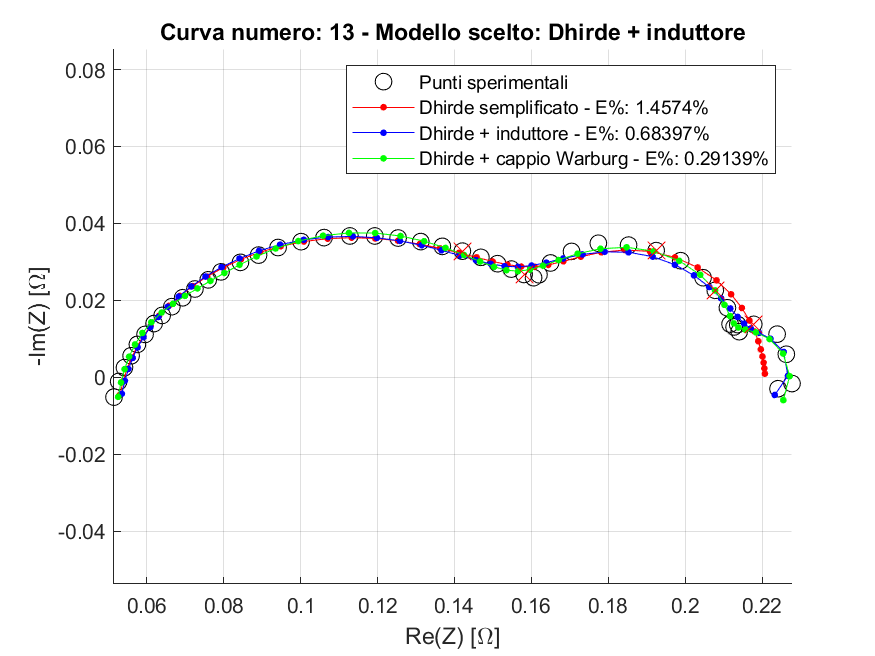 Curva numero: 13 - Modello scelto: Dhirde + induttore
Punti sperimentali
Dhirde semplificato - E%: 1.4574%
Dhirde + induttore - E%: 0.68397%
Dhirde + cappio Warburg - E%: 0.29139%
0.08
0.06
0.04
0.02
0
-0.02
-0.04
-Im(Z) [Ω]
0.06
0.08
0.1
0.12
0.14
0.16
0.18
0.2
0.22
Re(Z) [Ω]